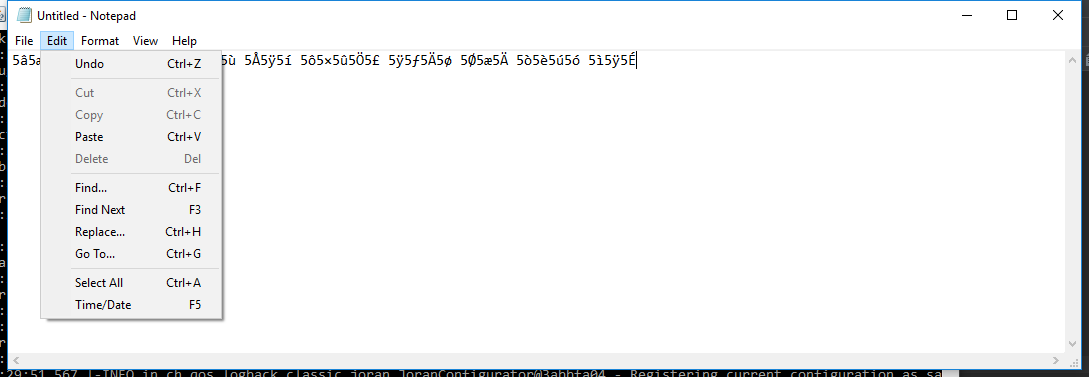 Untitled - Notepad
File Edit Format View Help
5ù 5Å5ÿ5í 5ô5×5û5Ö5£ 5ÿ5ƒ5Ä5ø 5Ø5æ5Ä 5ò5è5ú5ó 5ì5ÿ5É
Undo Ctrl+Z
Cut Ctrl+X
Copy Ctrl+C
Paste Ctrl+V
Delete Del
Find... Ctrl+F
Find Next F3
Replace... Ctrl+H
Go To... Ctrl+G
Select All Ctrl+A
Time/Date F5
:29:51,567 |-INFO in ch.qos.logback.classic.joran.JoranConfigurator@3abbfa04 - Registering current configuration as sa